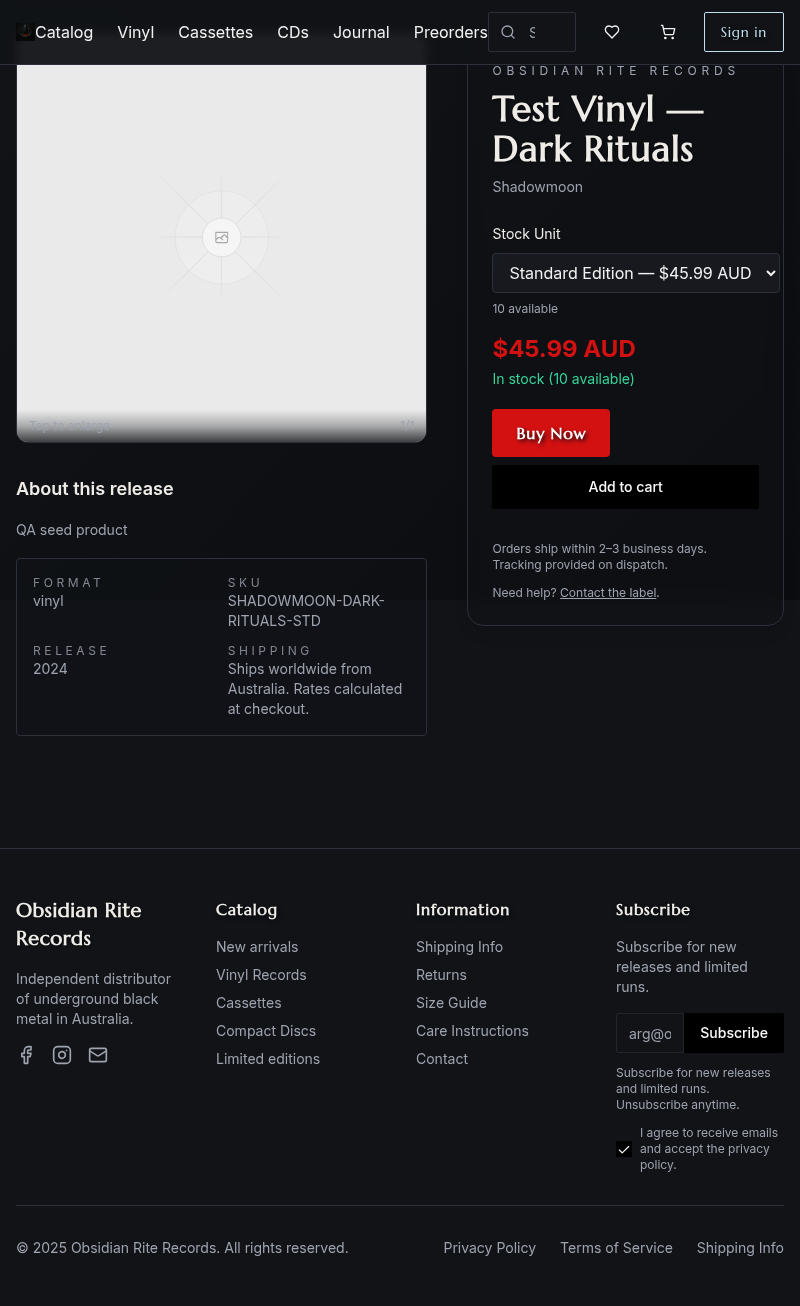 Catalog Vinyl Cassettes CDs Journal Preorders S Sign in
OBSIDIAN RITE RECORDS
Test Vinyl —
Dark Rituals
Shadowmoon
Stock Unit
Standard Edition — $45.99 AUD
10 available
$45.99 AUD
In stock (10 available)
Buy Now
Add to cart
Orders ship within 2–3 business days.
Tracking provided on dispatch.
Need help? Contact the label.
Tap to enlarge 1/1
About this release
QA seed product
FORMAT
vinyl
SKU
SHADOWMOON-DARK-
RITUALS-STD
RELEASE
2024
SHIPPING
Ships worldwide from
Australia. Rates calculated
at checkout.
Obsidian Rite
Records
Independent distributor
of underground black
metal in Australia.
Catalog
New arrivals
Vinyl Records
Cassettes
Compact Discs
Limited editions
Information
Shipping Info
Returns
Size Guide
Care Instructions
Contact
Subscribe
Subscribe for new
releases and limited
runs.
arg@o Subscribe
Subscribe for new releases
and limited runs.
Unsubscribe anytime.
I agree to receive emails
and accept the privacy
policy.
© 2025 Obsidian Rite Records. All rights reserved.
Privacy Policy Terms of Service Shipping Info